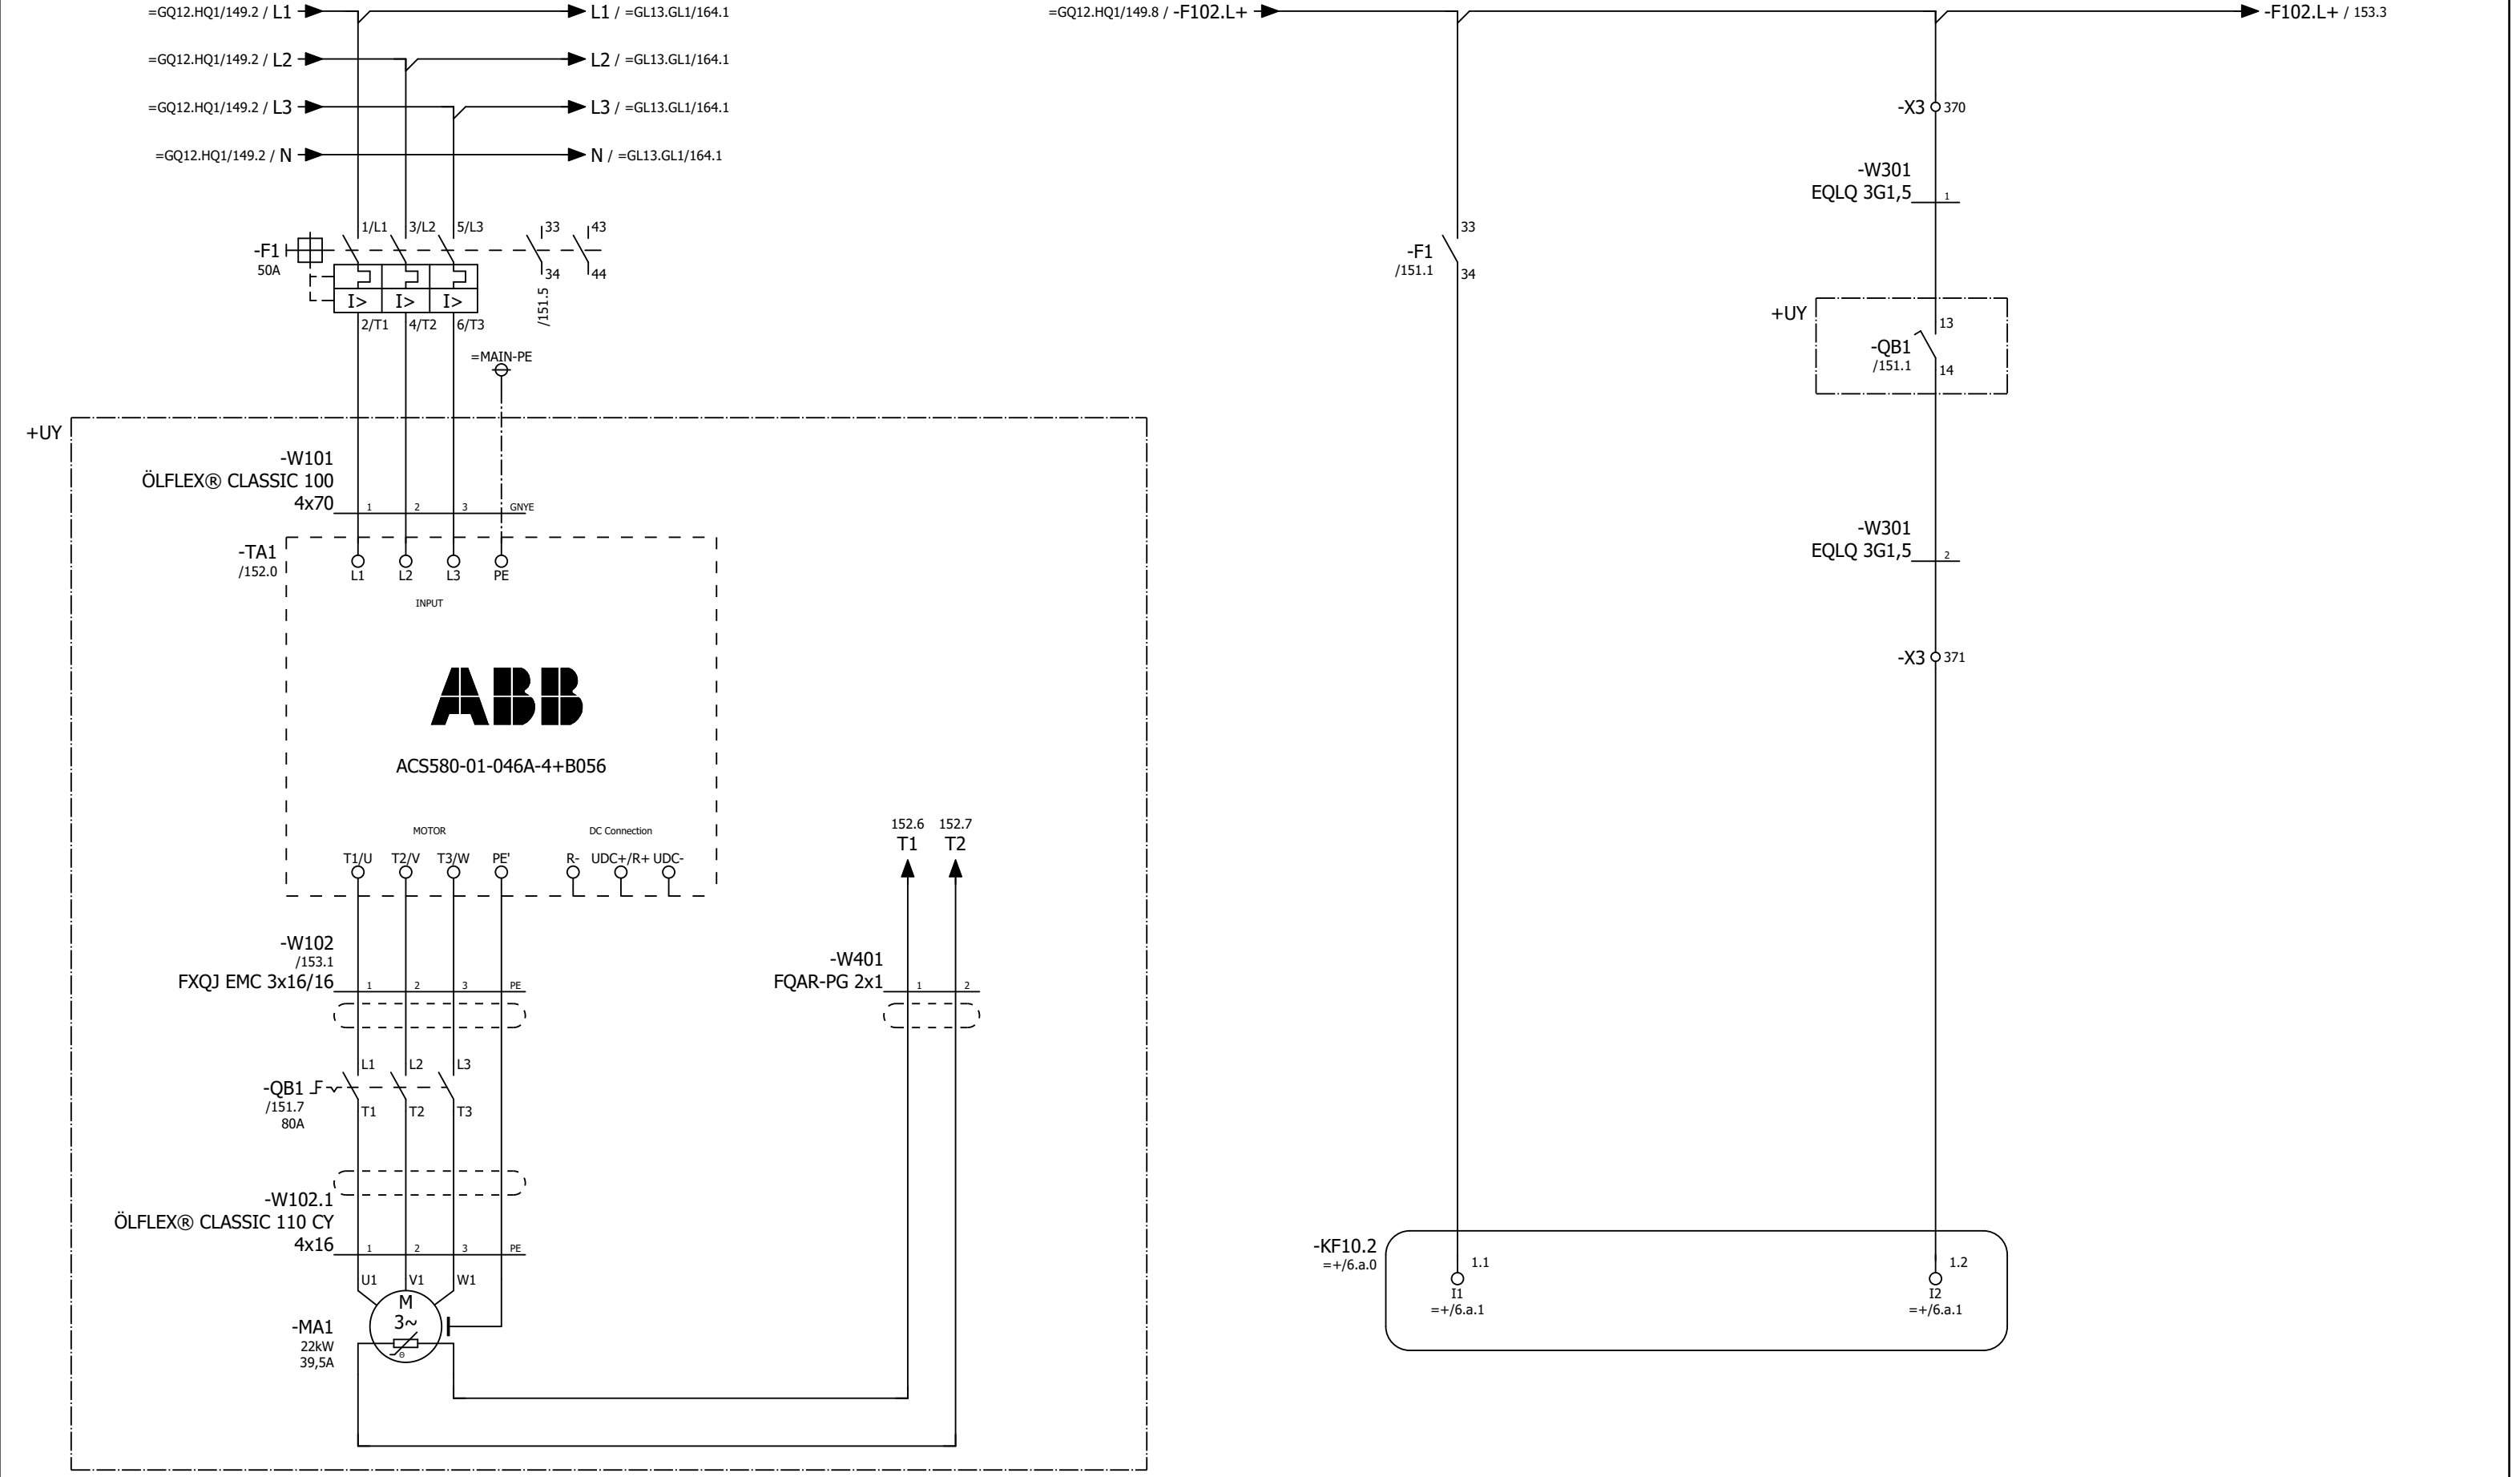 =GQ12.HQ1/149.2 / L1
L1 / =GL13.GL1/164.1
=GQ12.HQ1/149.8 / -F102.L+
-F102.L+ / 153.3
=GQ12.HQ1/149.2 / L2
L2 / =GL13.GL1/164.1
=GQ12.HQ1/149.2 / L3
L3 / =GL13.GL1/164.1
=GQ12.HQ1/149.2 / N
N / =GL13.GL1/164.1
-F1
50A
1/L1 3/L2 5/L3
33 43
34 44
/151.5
I> I> I>
2/T1 4/T2 6/T3
=MAIN-PE
+UY
-W101
ÖLFLEX® CLASSIC 100
4x70
1 2 3 GNYE
-TA1
/152.0
L1 L2 L3 PE
INPUT
ABB
ACS580-01-046A-4+B056
MOTOR
DC Connection
T1/U T2/V T3/W PE' R- UDC+/R+ UDC-
-W102
/153.1
FXQJ EMC 3x16/16
1 2 3 PE
L1 L2 L3
-QB1
/151.7
80A
T1 T2 T3
-W102.1
ÖLFLEX® CLASSIC 110 CY
4x16
1 2 3 PE
U1 V1 W1
M
3~
-MA1
22kW
39,5A
ϑ
152.6 152.7
T1 T2
-W401
FQAR-PG 2x1
1 2
-F1
/151.1
33
34
-X3 370
-W301
EQLQ 3G1,5
1
+UY
-QB1
/151.1
13
14
-W301
EQLQ 3G1,5
2
-X3 371
-KF10.2
=+/6.a.0
1.1
I1
=+/6.a.1
1.2
I2
=+/6.a.1